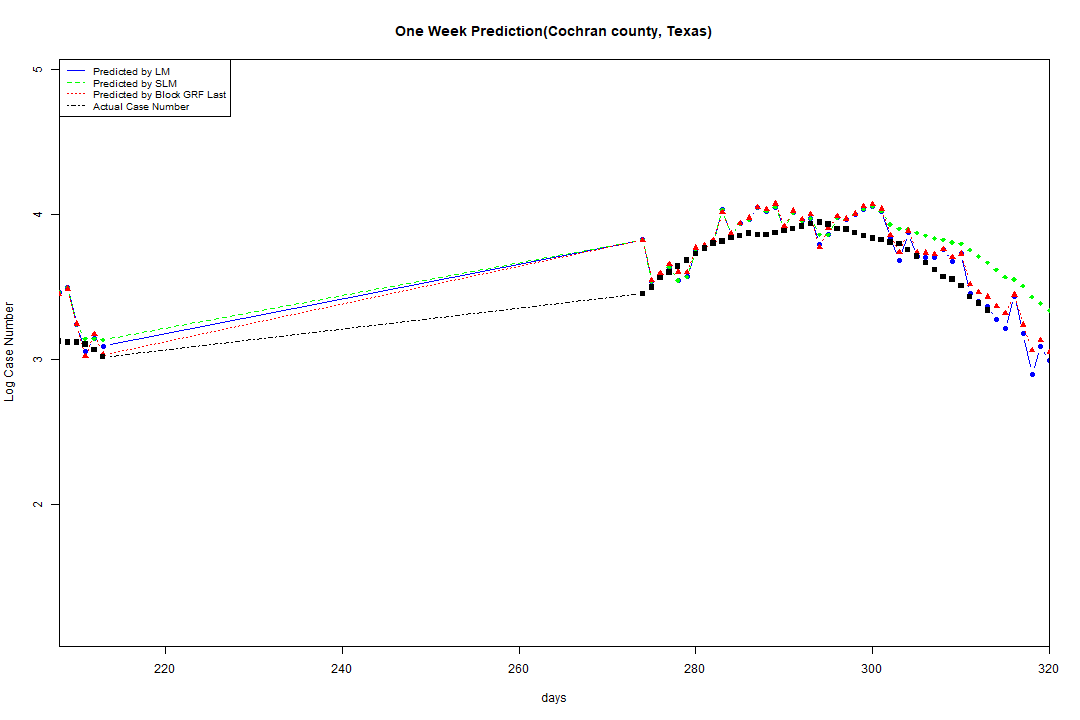 One Week Prediction(Cochran county, Texas)
Predicted by LM
Predicted by SLM
Predicted by Block GRF Last
Actual Case Number
5
4
3
2
Log Case Number
220 240 260 280 300 320
days